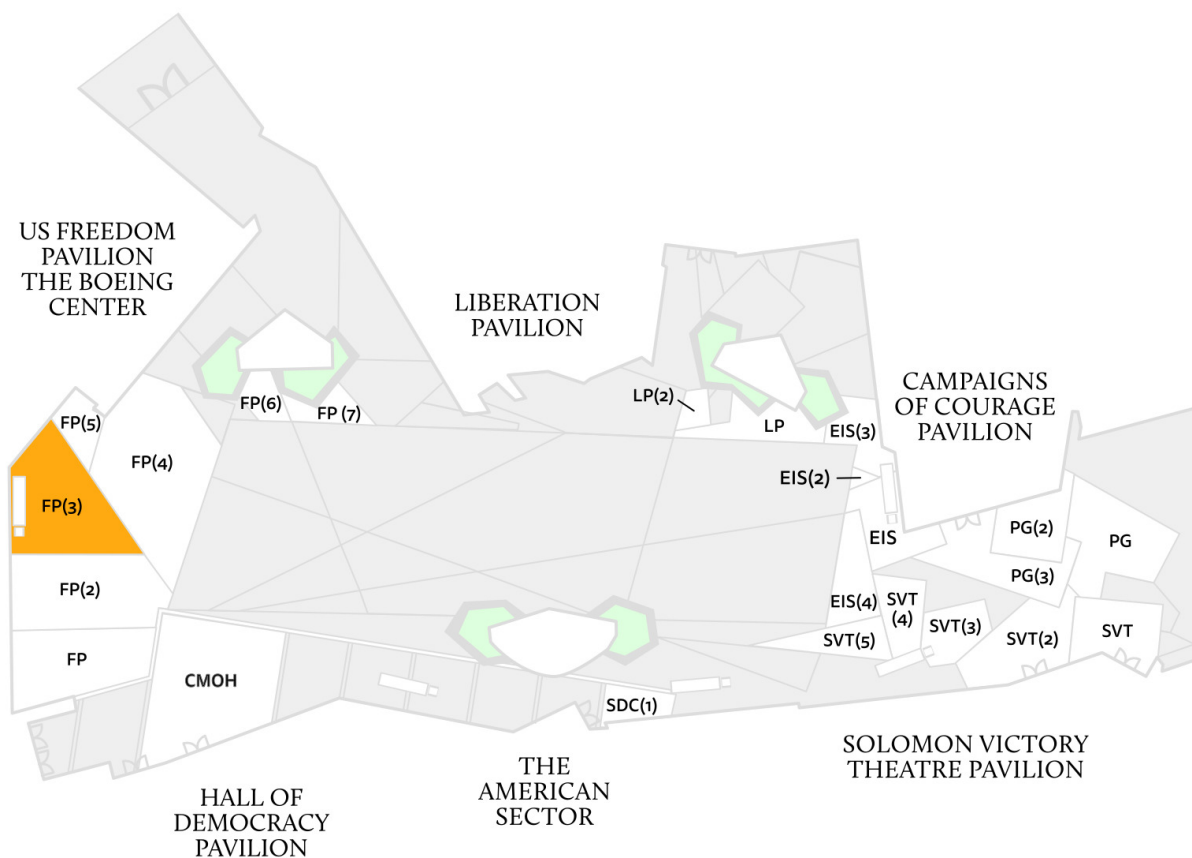 US FREEDOM
PAVILION
THE BOEING
CENTER
LIBERATION
PAVILION
CAMPAIGNS
OF COURAGE
PAVILION
FP(5)
FP(4)
FP(3)
FP(2)
FP
FP(6)
FP (7)
LP(2)
LP
EIS(3)
EIS(2)
EIS
EIS(4)
PG(2)
PG
PG(3)
SVT
(4)
SVT(5)
SVT(3)
SVT(2)
SVT
CMOH
SDC(1)
HALL OF
DEMOCRACY
PAVILION
THE
AMERICAN
SECTOR
SOLOMON VICTORY
THEATRE PAVILION